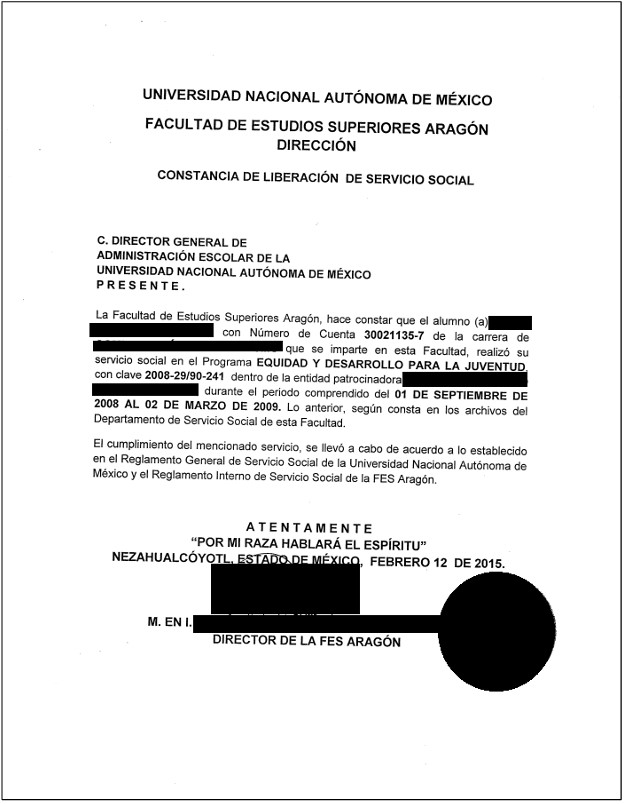 UNIVERSIDAD NACIONAL AUTÓNOMA DE MÉXICO
FACULTAD DE ESTUDIOS SUPERIORES ARAGÓN
DIRECCIÓN
CONSTANCIA DE LIBERACIÓN DE SERVICIO SOCIAL
C. DIRECTOR GENERAL DE
ADMINISTRACIÓN ESCOLAR DE LA
UNIVERSIDAD NACIONAL AUTÓNOMA DE MÉXICO
P R E S E N T E .
La Facultad de Estudios Superiores Aragón, hace constar que el alumno (a)
con Número de Cuenta 30021135-7 de la carrera de
que se imparte en esta Facultad, realizó su
servicio social en el Programa EQUIDAD Y DESARROLLO PARA LA JUVENTUD,
con clave 2008-29/90-241 dentro de la entidad patrocinadora
durante el periodo comprendido del 01 DE SEPTIEMBRE DE
2008 AL 02 DE MARZO DE 2009. Lo anterior, según consta en los archivos del
Departamento de Servicio Social de esta Facultad.
El cumplimiento del mencionado servicio, se llevó a cabo de acuerdo a lo establecido
en el Reglamento General de Servicio Social de la Universidad Nacional Autónoma de
México y el Reglamento Interno de Servicio Social de la FES Aragón.
A T E N T A M E N T E
“POR MI RAZA HABLARÁ EL ESPÍRITU”
NEZAHUALCÓYOTL, ESTADO DE MÉXICO, FEBRERO 12 DE 2015.
M. EN I.
DIRECTOR DE LA FES ARAGÓN